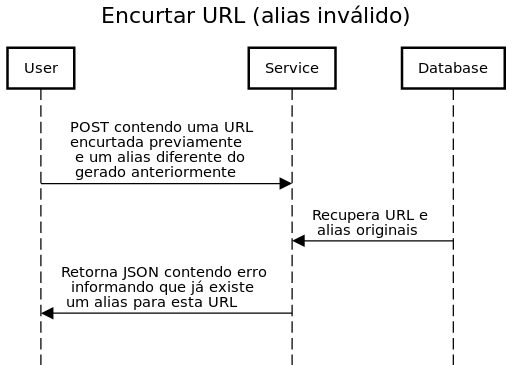 Encurtar URL (alias inválido)
User
Service
Database
POST contendo uma URL
encurtada previamente
e um alias diferente do
gerado anteriormente
Recupera URL e
alias originais
Retorna JSON contendo erro
informando que já existe
um alias para esta URL